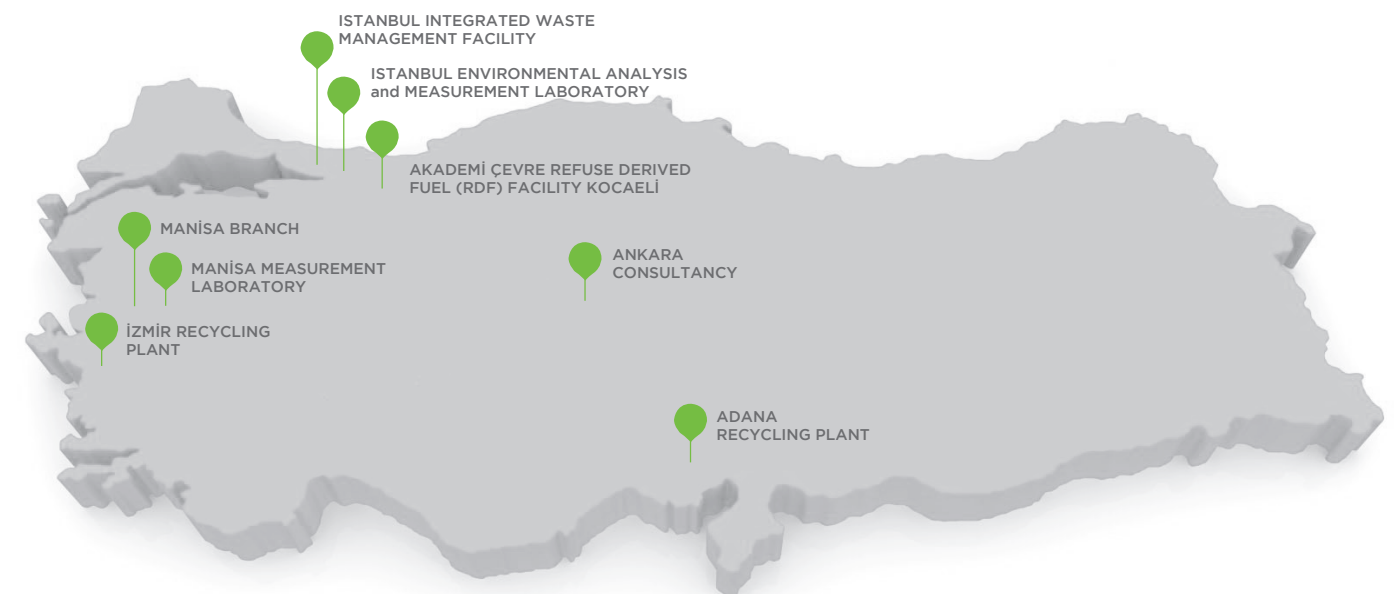 ISTANBUL INTEGRATED WASTE
MANAGEMENT FACILITY
ISTANBUL ENVIRONMENTAL ANALYSIS
and MEASUREMENT LABORATORY
AKADEMİ ÇEVRE REFUSE DERIVED
FUEL (RDF) FACILITY KOCAELİ
MANİSA BRANCH
MANİSA MEASUREMENT
LABORATORY
ANKARA
CONSULTANCY
İZMİR RECYCLING
PLANT
ADANA
RECYCLING PLANT